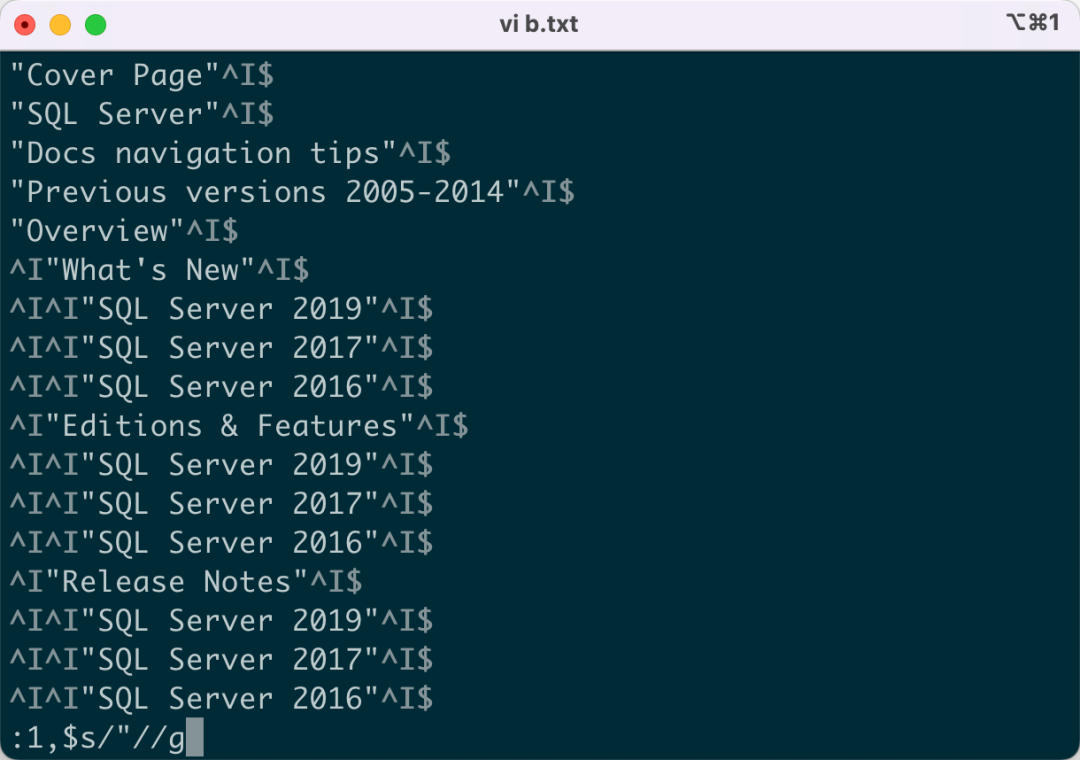 vi b.txt
⌥⌘1
"Cover Page"^I$
"SQL Server"^I$
"Docs navigation tips"^I$
"Previous versions 2005-2014"^I$
"Overview"^I$
^I"What's New"^I$
^I^I"SQL Server 2019"^I$
^I^I"SQL Server 2017"^I$
^I^I"SQL Server 2016"^I$
^I"Editions & Features"^I$
^I^I"SQL Server 2019"^I$
^I^I"SQL Server 2017"^I$
^I^I"SQL Server 2016"^I$
^I"Release Notes"^I$
^I^I"SQL Server 2019"^I$
^I^I"SQL Server 2017"^I$
^I^I"SQL Server 2016"^I$
:1,$s/"//g